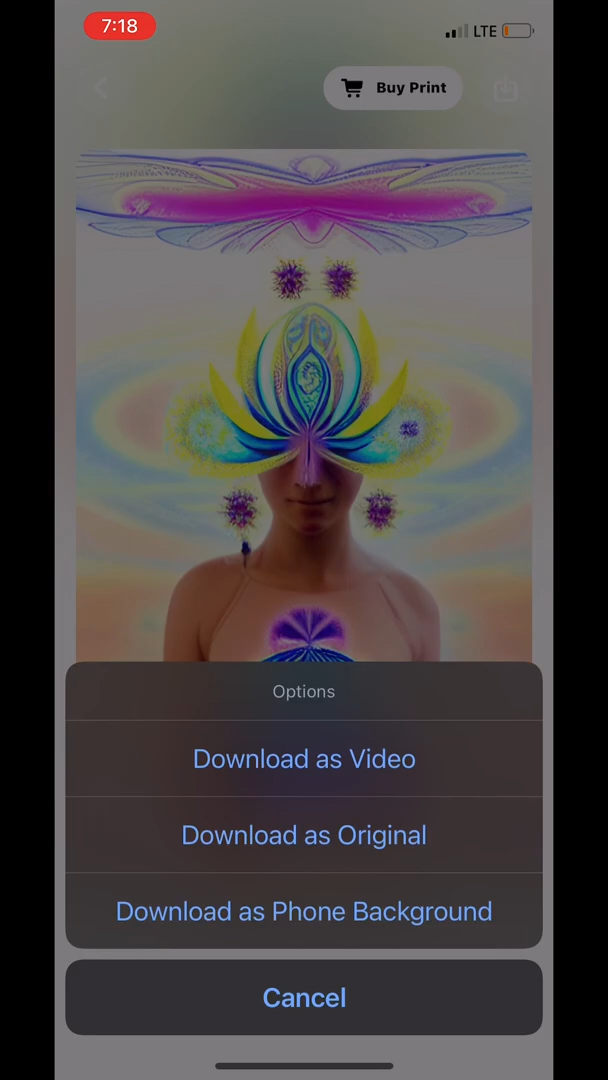 7:18
LTE
Buy Print
Options
Download as Video
Download as Original
Download as Phone Background
Cancel